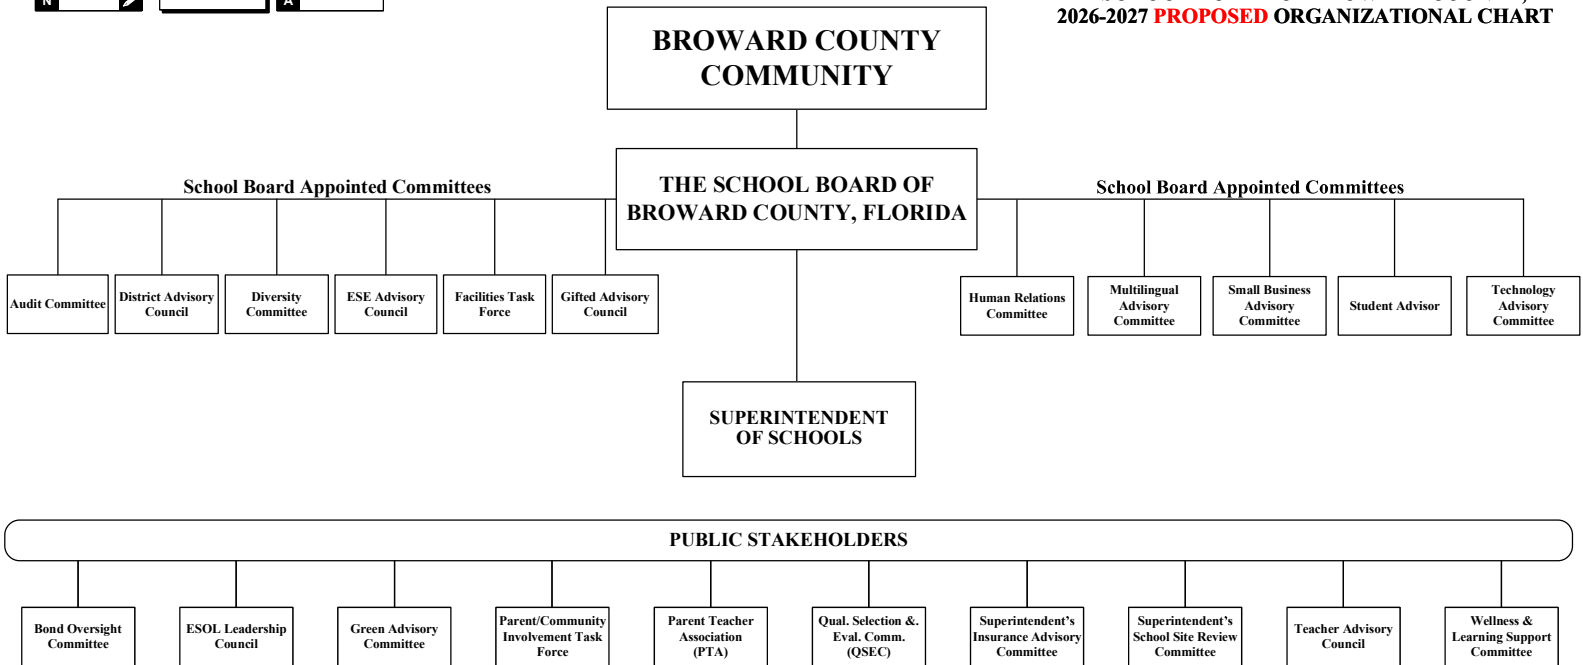 N
A
2026-2027 PROPOSED ORGANIZATIONAL CHART
BROWARD COUNTY
COMMUNITY
THE SCHOOL BOARD OF
BROWARD COUNTY, FLORIDA
School Board Appointed Committees
School Board Appointed Committees
Audit Committee
District Advisory
Council
Diversity
Committee
ESE Advisory
Council
Facilities Task
Force
Gifted Advisory
Council
Human Relations
Committee
Multilingual
Advisory
Committee
Small Business
Advisory
Committee
Student Advisor
Technology
Advisory
Committee
SUPERINTENDENT
OF SCHOOLS
PUBLIC STAKEHOLDERS
Bond Oversight
Committee
ESOL Leadership
Council
Green Advisory
Committee
Parent/Community
Involvement Task
Force
Parent Teacher
Association
(PTA)
Qual. Selection &.
Eval. Comm.
(QSEC)
Superintendent’s
Insurance Advisory
Committee
Superintendent’s
School Site Review
Committee
Teacher Advisory
Council
Wellness &
Learning Support
Committee